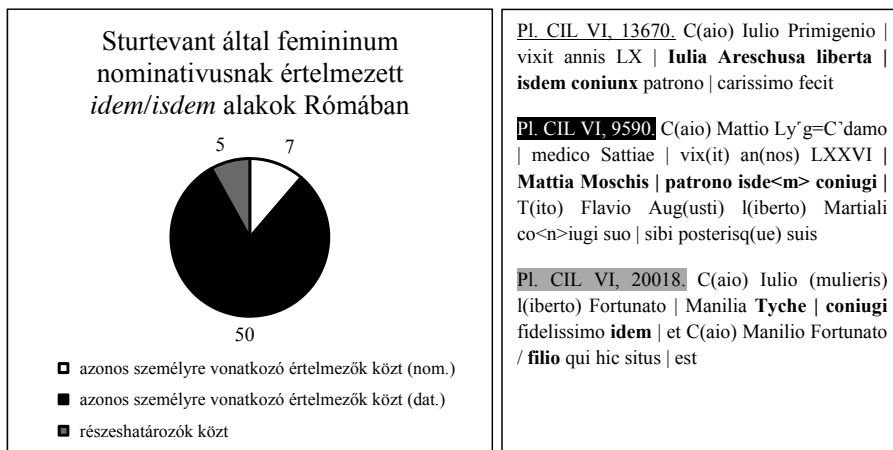 Sturtevant által femininum
nominativusnak értelmezett
idem/isdem alakok Rómában
5
7
50
azonos személyre vonatkozó értelmezők közt (nom.)
azonos személyre vonatkozó értelmezők közt (dat.)
részeshatározók közt
Pl. CIL VI, 13670. C(aio) Iulio Primigenio |
vixit annis LX | Iulia Areschusa liberta |
isdem coniunx patrono | carissimo fecit
Pl. CIL VI, 9590. C(aio) Mattio Ly⸢g=C⸣damo
| medico Sattiae | vix(it) an(nos) LXXVI |
Mattia Moschis | patrono isde<m> coniugi |
T(ito) Flavio Aug(usti) l(iberto) Martiali
co<n>iugi suo | sibi posterisq(ue) suis
Pl. CIL VI, 20018. C(aio) Iulio (mulieris)
l(iberto) Fortunato | Manilia Tyche | coniugi
fidelissimo idem | et C(aio) Manilio Fortunato
/ filio qui hic situs | est